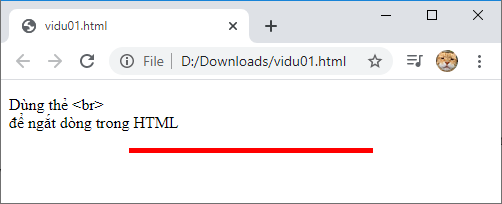 vidu01.html
File
D:/Downloads/vidu01.html
Dùng thẻ <br>
để ngắt dòng trong HTML